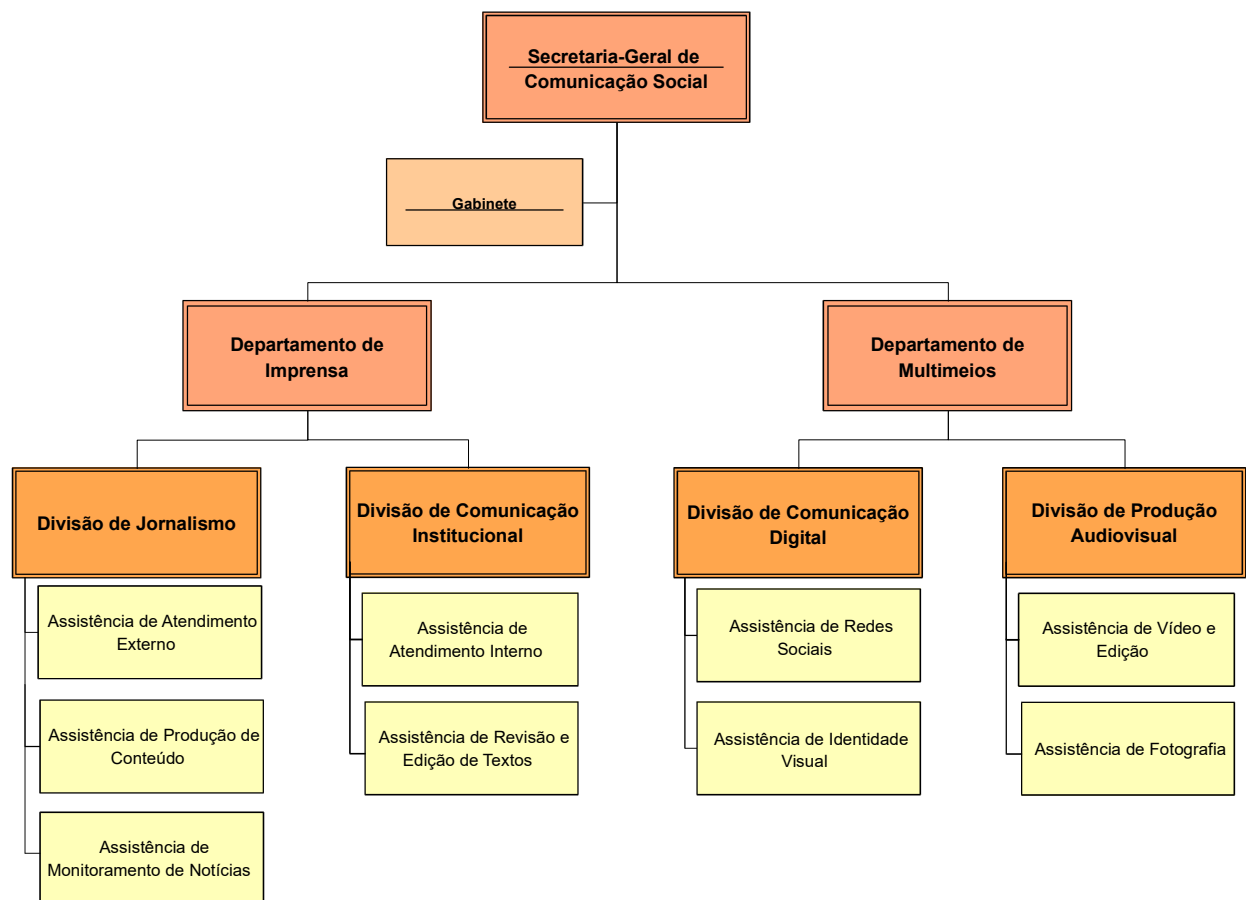 Secretaria-Geral de
Comunicação Social
Gabinete
Departamento de
Imprensa
Departamento de
Multimeios
Divisão de Jornalismo
Divisão de Comunicação
Institucional
Divisão de Comunicação
Digital
Divisão de Produção
Audiovisual
Assistência de Atendimento
Externo
Assistência de
Atendimento Interno
Assistência de Redes
Sociais
Assistência de Vídeo e
Edição
Assistência de Produção de
Conteúdo
Assistência de Revisão e
Edição de Textos
Assistência de Identidade
Visual
Assistência de Fotografia
Assistência de
Monitoramento de Notícias